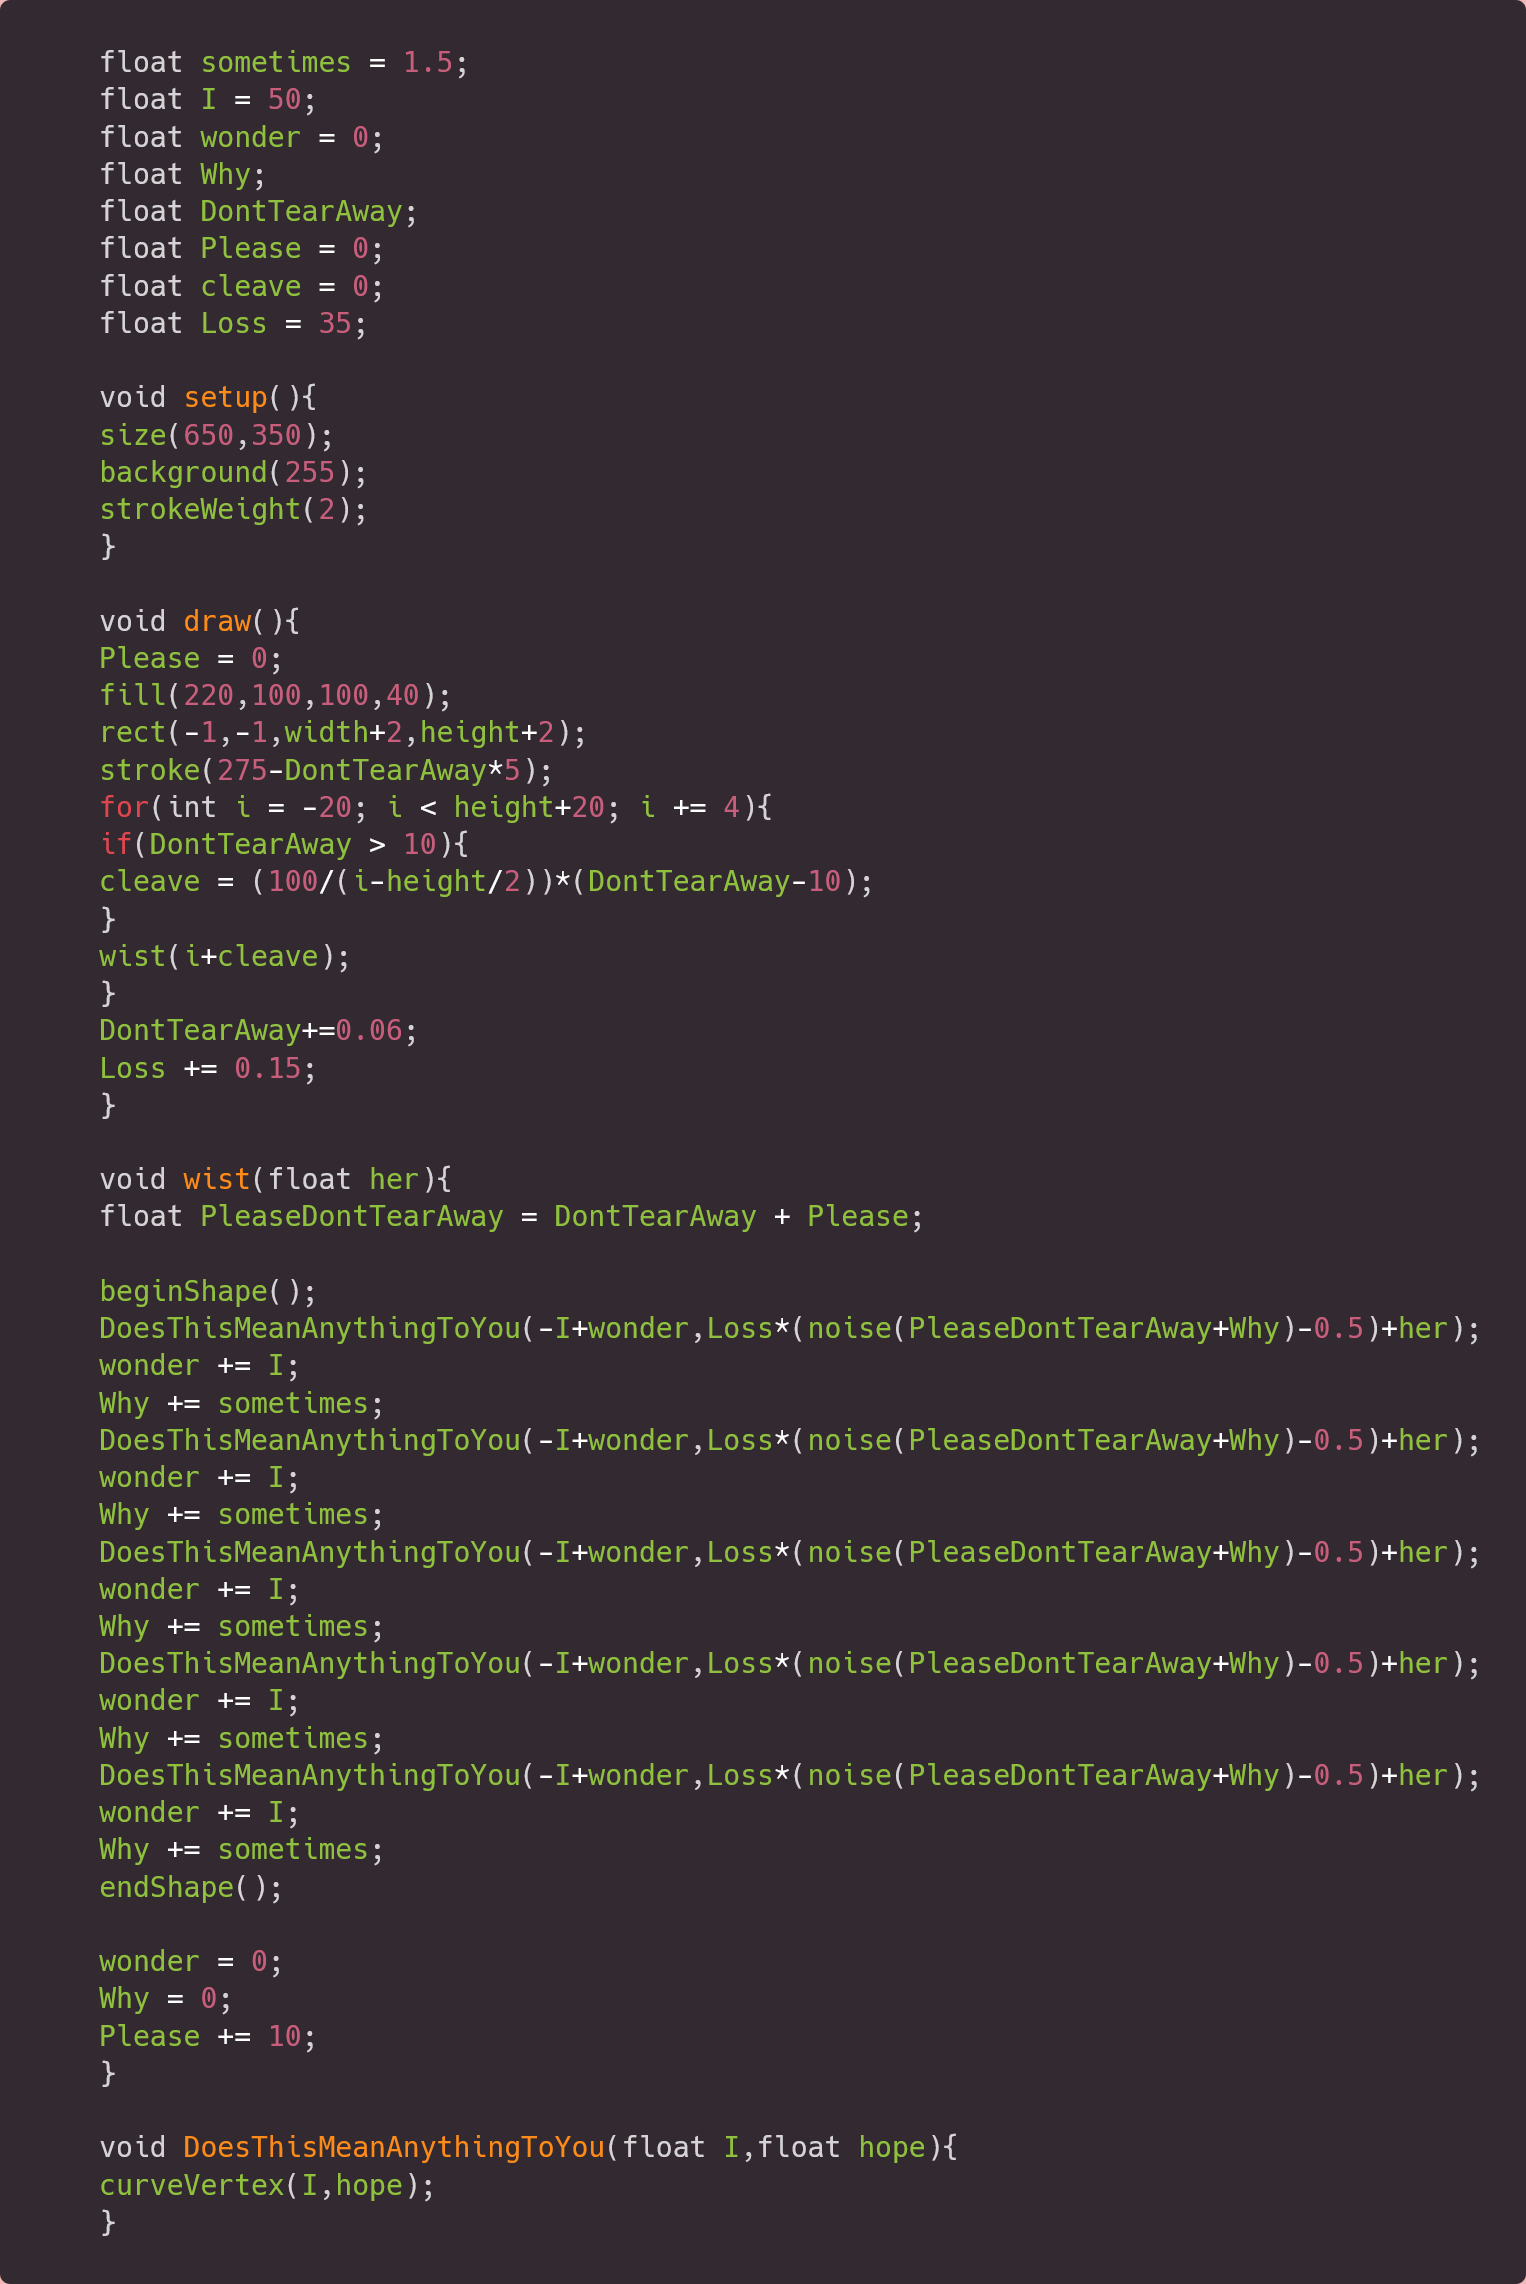 float sometimes = 1.5;
float I = 50;
float wonder = 0;
float Why;
float DontTearAway;
float Please = 0;
float cleave = 0;
float Loss = 35;
void setup(){
size(650,350);
background(255);
strokeWeight(2);
}
void draw(){
Please = 0;
fill(220,100,100,40);
rect(-1,-1,width+2,height+2);
stroke(275-DontTearAway*5);
for(int i = -20; i < height+20; i += 4){
if(DontTearAway > 10){
cleave = (100/(i-height/2))*(DontTearAway-10);
}
wist(i+cleave);
}
DontTearAway+=0.06;
Loss += 0.15;
}
void wist(float her){
float PleaseDontTearAway = DontTearAway + Please;
beginShape();
DoesThisMeanAnythingToYou(-I+wonder,Loss*(noise(PleaseDontTearAway+Why)-0.5)+her);
wonder += I;
Why += sometimes;
DoesThisMeanAnythingToYou(-I+wonder,Loss*(noise(PleaseDontTearAway+Why)-0.5)+her);
wonder += I;
Why += sometimes;
DoesThisMeanAnythingToYou(-I+wonder,Loss*(noise(PleaseDontTearAway+Why)-0.5)+her);
wonder += I;
Why += sometimes;
DoesThisMeanAnythingToYou(-I+wonder,Loss*(noise(PleaseDontTearAway+Why)-0.5)+her);
wonder += I;
Why += sometimes;
DoesThisMeanAnythingToYou(-I+wonder,Loss*(noise(PleaseDontTearAway+Why)-0.5)+her);
wonder += I;
Why += sometimes;
endShape();
wonder = 0;
Why = 0;
Please += 10;
}
void DoesThisMeanAnythingToYou(float I,float hope){
curveVertex(I,hope);
}